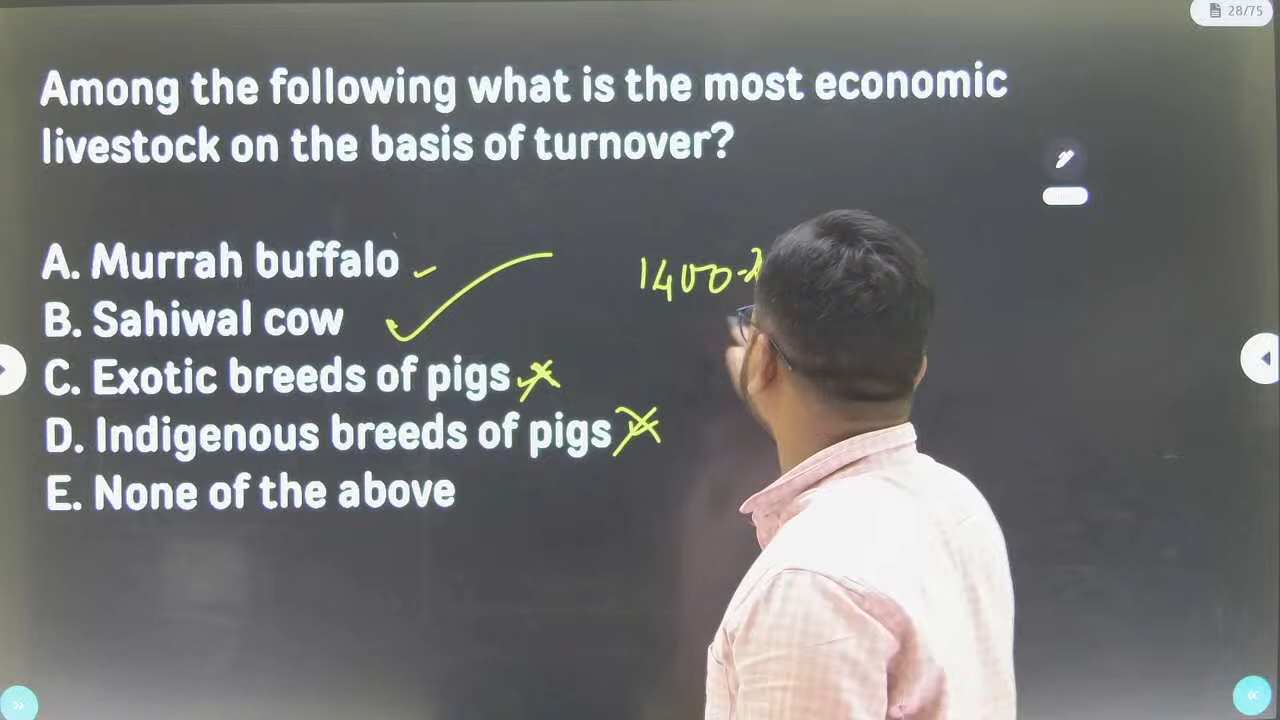 28/75
Among the following what is the most economic
livestock on the basis of turnover?
A. Murrah buffalo
B. Sahiwal cow
C. Exotic breeds of pigs
D. Indigenous breeds of pigs
E. None of the above
1400-